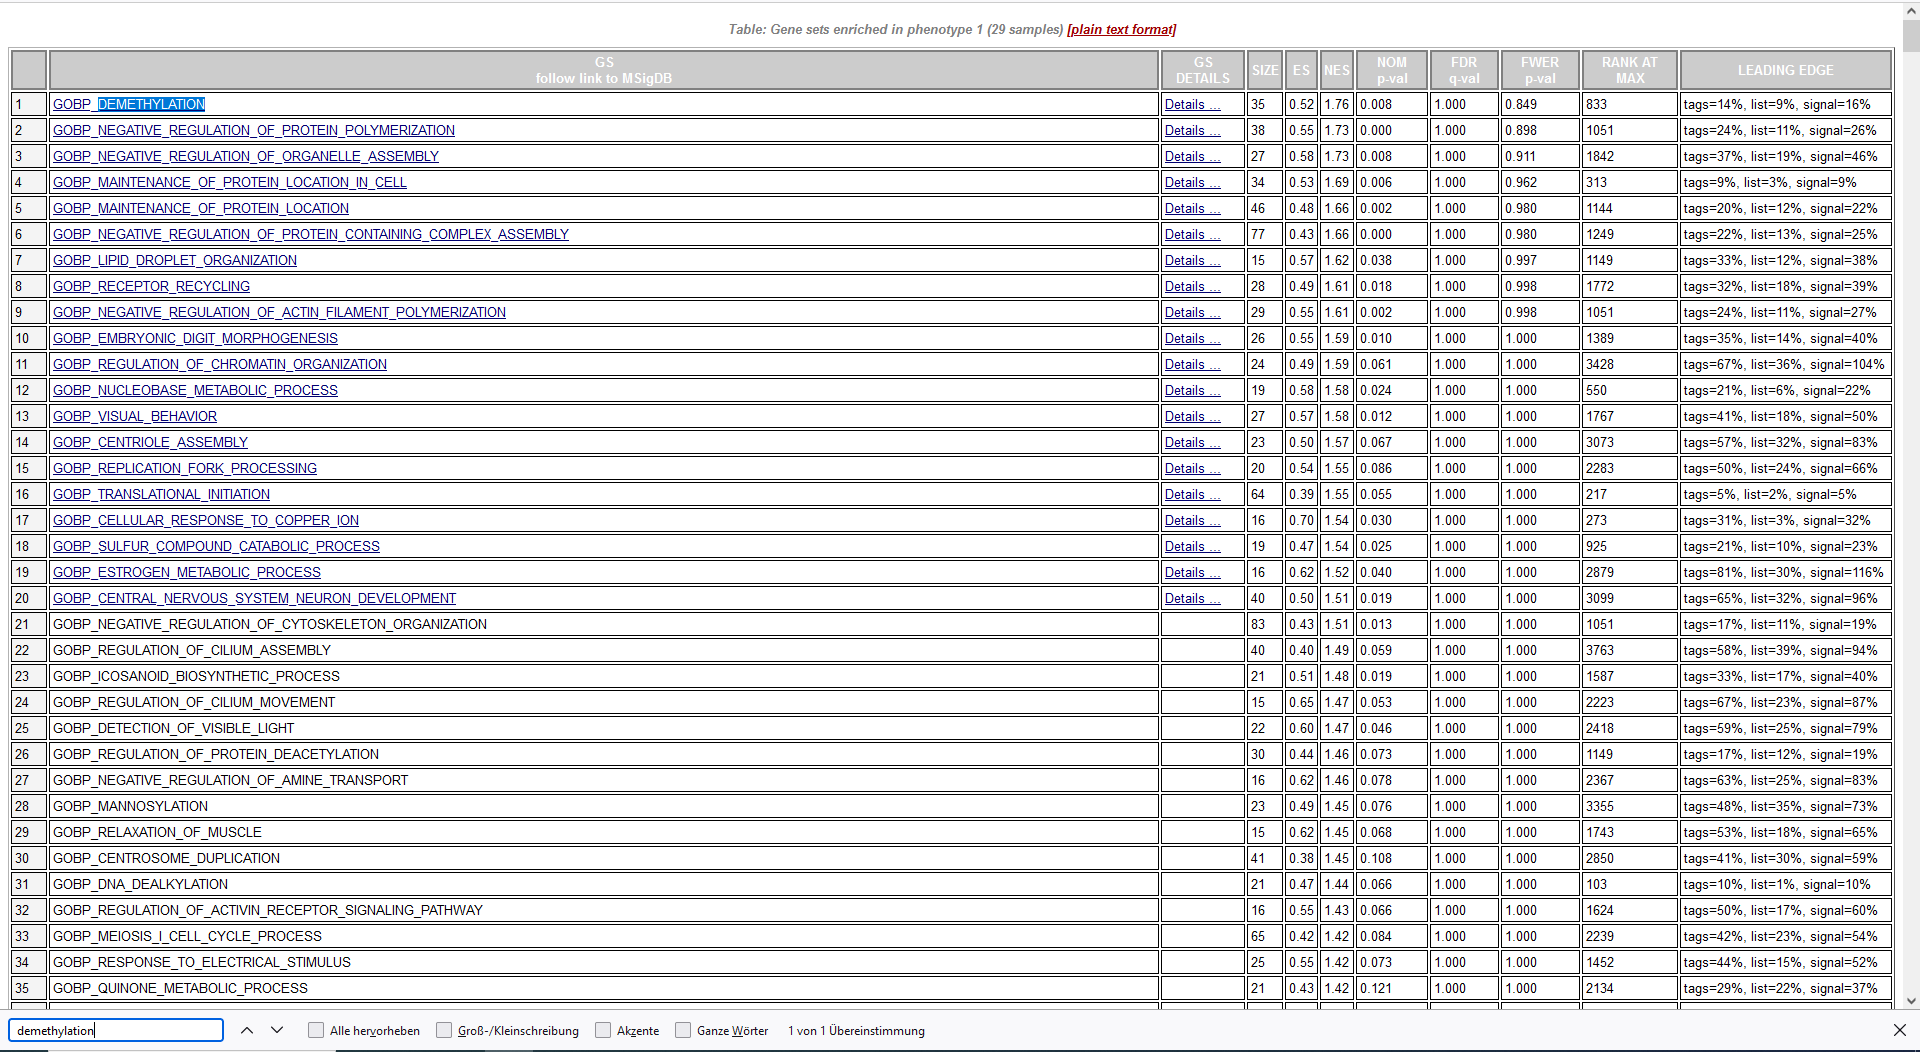 Table: Gene sets enriched in phenotype 1 (29 samples) [plain text format]
GS follow link to MSigDB GS DETAILS SIZE ES NES NOM p-val FDR q-val FWER p-val RANK AT MAX LEADING EDGE
1 GOBP_DEMETHYLATION Details ... 35 0.52 1.76 0.008 1.000 0.849 833 tags=14%, list=9%, signal=16%
2 GOBP_NEGATIVE_REGULATION_OF_PROTEIN_POLYMERIZATION Details ... 38 0.55 1.73 0.000 1.000 0.898 1051 tags=24%, list=11%, signal=26%
3 GOBP_NEGATIVE_REGULATION_OF_ORGANELLE_ASSEMBLY Details ... 27 0.58 1.73 0.008 1.000 0.911 1842 tags=37%, list=19%, signal=46%
4 GOBP_MAINTENANCE_OF_PROTEIN_LOCATION_IN_CELL Details ... 34 0.53 1.69 0.006 1.000 0.962 313 tags=9%, list=3%, signal=9%
5 GOBP_MAINTENANCE_OF_PROTEIN_LOCATION Details ... 46 0.48 1.66 0.002 1.000 0.980 1144 tags=20%, list=12%, signal=22%
6 GOBP_NEGATIVE_REGULATION_OF_PROTEIN_CONTAINING_COMPLEX_ASSEMBLY Details ... 77 0.43 1.66 0.000 1.000 0.980 1249 tags=22%, list=13%, signal=25%
7 GOBP_LIPID_DROPLET_ORGANIZATION Details ... 15 0.57 1.62 0.038 1.000 0.997 1149 tags=33%, list=12%, signal=38%
8 GOBP_RECEPTOR_RECYCLING Details ... 28 0.49 1.61 0.018 1.000 0.998 1772 tags=32%, list=18%, signal=39%
9 GOBP_NEGATIVE_REGULATION_OF_ACTIN_FILAMENT_POLYMERIZATION Details ... 29 0.55 1.61 0.002 1.000 0.998 1051 tags=24%, list=11%, signal=27%
10 GOBP_EMBRYONIC_DIGIT_MORPHOGENESIS Details ... 26 0.55 1.59 0.010 1.000 1.000 1389 tags=35%, list=14%, signal=40%
11 GOBP_REGULATION_OF_CHROMATIN_ORGANIZATION Details ... 24 0.49 1.59 0.061 1.000 1.000 3428 tags=67%, list=36%, signal=104%
12 GOBP_NUCLEOBASE_METABOLIC_PROCESS Details ... 19 0.58 1.58 0.024 1.000 1.000 550 tags=21%, list=6%, signal=22%
13 GOBP_VISUAL_BEHAVIOR Details ... 27 0.57 1.58 0.012 1.000 1.000 1767 tags=41%, list=18%, signal=50%
14 GOBP_CENTRIOLE_ASSEMBLY Details ... 23 0.50 1.57 0.067 1.000 1.000 3073 tags=57%, list=32%, signal=83%
15 GOBP_REPLICATION_FORK_PROCESSING Details ... 20 0.54 1.55 0.086 1.000 1.000 2283 tags=50%, list=24%, signal=66%
16 GOBP_TRANSLATIONAL_INITIATION Details ... 64 0.39 1.55 0.055 1.000 1.000 217 tags=5%, list=2%, signal=5%
17 GOBP_CELLULAR_RESPONSE_TO_COPPER_ION Details ... 16 0.70 1.54 0.030 1.000 1.000 273 tags=31%, list=3%, signal=32%
18 GOBP_SULFUR_COMPOUND_CATABOLIC_PROCESS Details ... 19 0.47 1.54 0.025 1.000 1.000 925 tags=21%, list=10%, signal=23%
19 GOBP_ESTROGEN_METABOLIC_PROCESS Details ... 16 0.62 1.52 0.040 1.000 1.000 2879 tags=81%, list=30%, signal=116%
20 GOBP_CENTRAL_NERVOUS_SYSTEM_NEURON_DEVELOPMENT Details ... 40 0.50 1.51 0.019 1.000 1.000 3099 tags=65%, list=32%, signal=96%
21 GOBP_NEGATIVE_REGULATION_OF_CYTOSKELETON_ORGANIZATION 83 0.43 1.51 0.013 1.000 1.000 1051 tags=17%, list=11%, signal=19%
22 GOBP_REGULATION_OF_CILIUM_ASSEMBLY 40 0.40 1.49 0.059 1.000 1.000 3763 tags=58%, list=39%, signal=94%
23 GOBP_ICOSANOID_BIOSYNTHETIC_PROCESS 21 0.51 1.48 0.019 1.000 1.000 1587 tags=33%, list=17%, signal=40%
24 GOBP_REGULATION_OF_CILIUM_MOVEMENT 15 0.65 1.47 0.053 1.000 1.000 2223 tags=67%, list=23%, signal=87%
25 GOBP_DETECTION_OF_VISIBLE_LIGHT 22 0.60 1.47 0.046 1.000 1.000 2418 tags=59%, list=25%, signal=79%
26 GOBP_REGULATION_OF_PROTEIN_DEACETYLATION 30 0.44 1.46 0.073 1.000 1.000 1149 tags=17%, list=12%, signal=19%
27 GOBP_NEGATIVE_REGULATION_OF_AMINE_TRANSPORT 16 0.62 1.46 0.078 1.000 1.000 2367 tags=63%, list=25%, signal=83%
28 GOBP_MANNOSYLATION 23 0.49 1.45 0.076 1.000 1.000 3355 tags=48%, list=35%, signal=73%
29 GOBP_RELAXATION_OF_MUSCLE 15 0.62 1.45 0.068 1.000 1.000 1743 tags=53%, list=18%, signal=65%
30 GOBP_CENTROSOME_DUPLICATION 41 0.38 1.45 0.108 1.000 1.000 2850 tags=41%, list=30%, signal=59%
31 GOBP_DNA_DEALKYLATION 21 0.47 1.44 0.066 1.000 1.000 103 tags=10%, list=1%, signal=10%
32 GOBP_REGULATION_OF_ACTIVIN_RECEPTOR_SIGNALING_PATHWAY 16 0.55 1.43 0.066 1.000 1.000 1624 tags=50%, list=17%, signal=60%
33 GOBP_MEIOSIS_I_CELL_CYCLE_PROCESS 65 0.42 1.42 0.084 1.000 1.000 2239 tags=42%, list=23%, signal=54%
34 GOBP_RESPONSE_TO_ELECTRICAL_STIMULUS 25 0.55 1.42 0.073 1.000 1.000 1452 tags=44%, list=15%, signal=52%
35 GOBP_QUINONE_METABOLIC_PROCESS 21 0.43 1.42 0.121 1.000 1.000 2134 tags=29%, list=22%, signal=37%
demethylation Alle hervorheben Groß-/Kleinschreibung Akzente Ganze Wörter 1 von 1 Übereinstimmung